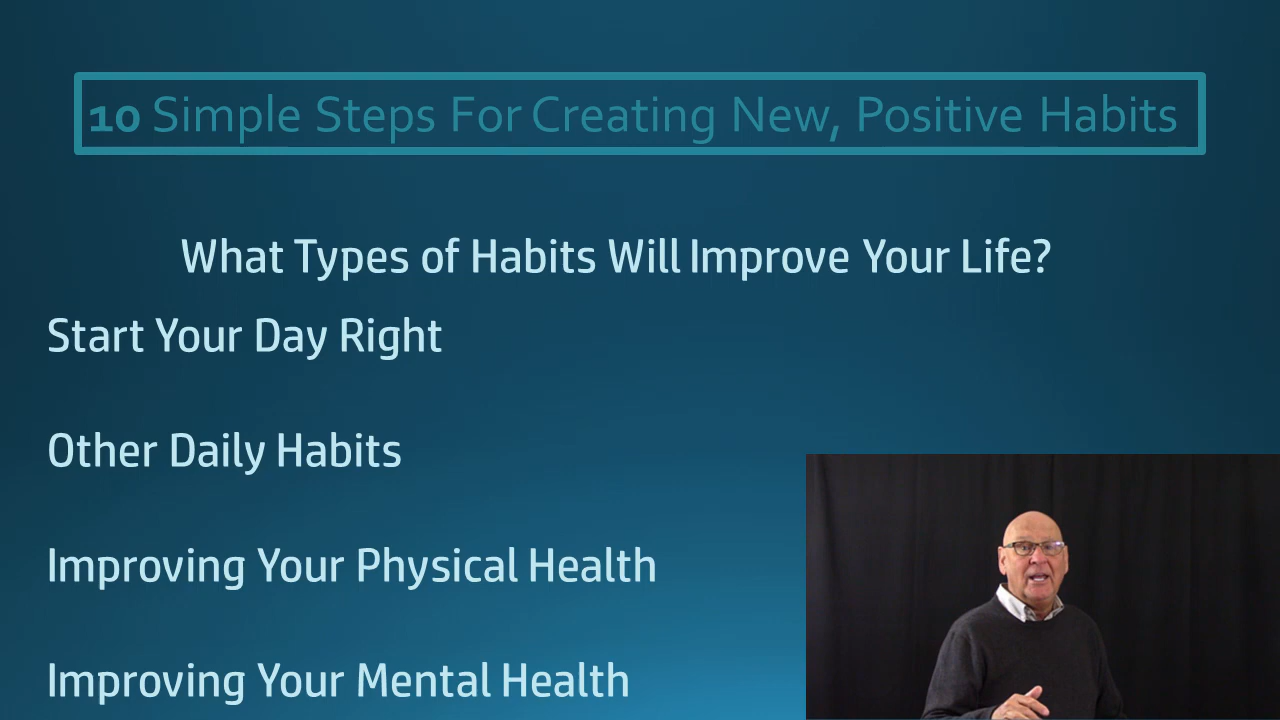 10 Simple Steps For Creating New, Positive Habits
What Types of Habits Will Improve Your Life?
Start Your Day Right
Other Daily Habits
Improving Your Physical Health
Improving Your Mental Health